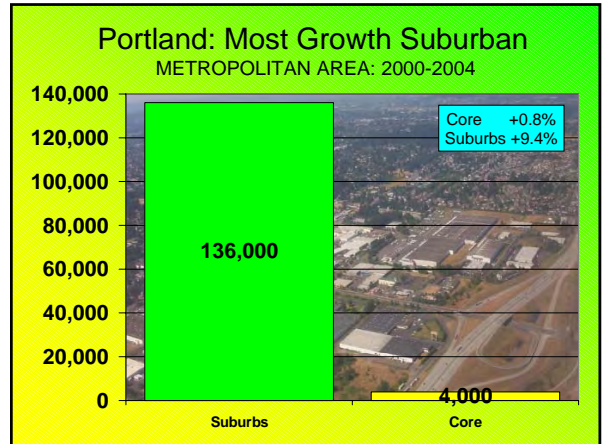 Portland: Most Growth Suburban
METROPOLITAN AREA: 2000-2004
140,000
120,000
100,000
80,000
60,000
40,000
20,000
0
Core +0.8%
Suburbs +9.4%
136,000
4,000
Suburbs
Core